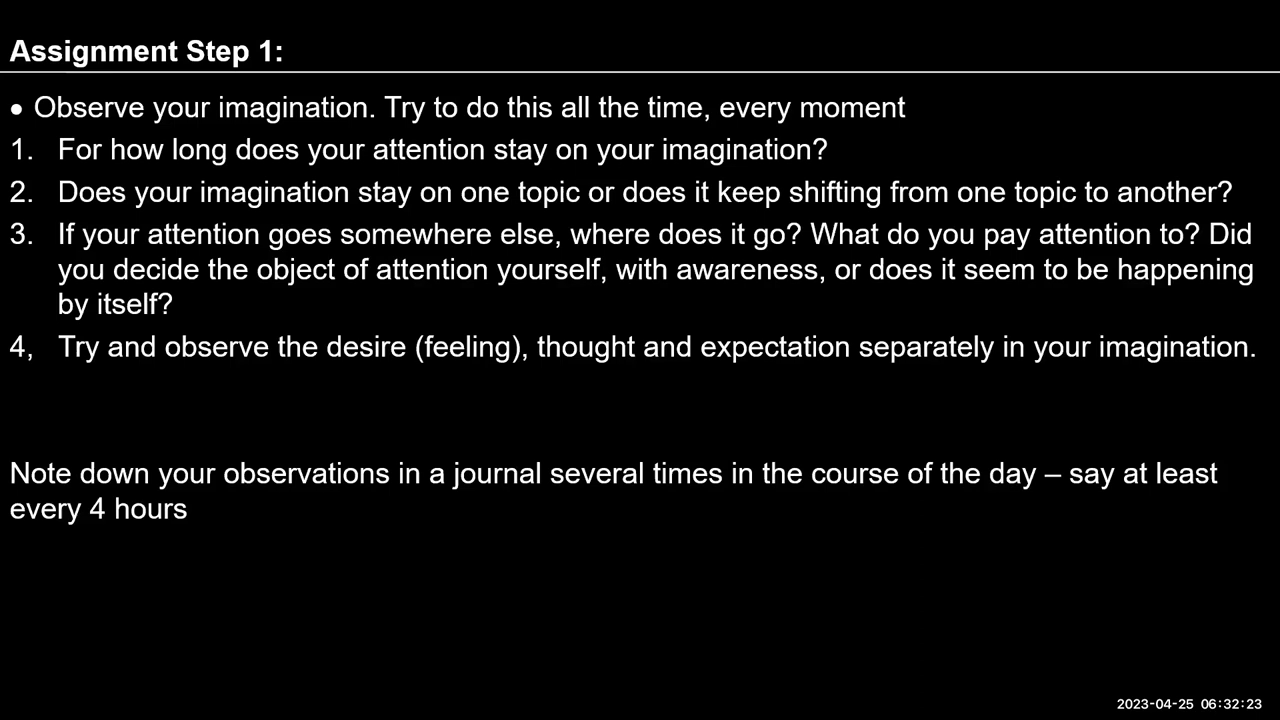 Assignment Step 1:
• Observe your imagination. Try to do this all the time, every moment
1. For how long does your attention stay on your imagination?
2. Does your imagination stay on one topic or does it keep shifting from one topic to another?
3. If your attention goes somewhere else, where does it go? What do you pay attention to? Did
you decide the object of attention yourself, with awareness, or does it seem to be happening
by itself?
4, Try and observe the desire (feeling), thought and expectation separately in your imagination.
Note down your observations in a journal several times in the course of the day – say at least
every 4 hours
2023-04-25 06:32:23